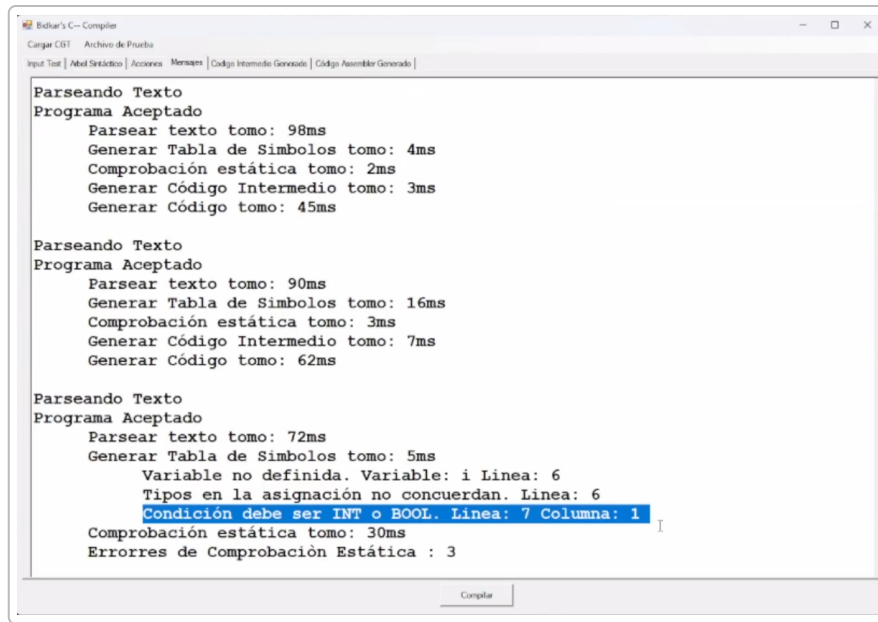 Bidkar's C-- Compiler
Cargar CGT Archivo de Prueba
Input Text Arbol Sintáctico Acciones Mensajes Codigo Intermedio Generado Código Assembler Generado
Parseando Texto
Programa Aceptado
Parsear texto tomo: 98ms
Generar Tabla de Simbolos tomo: 4ms
Comprobación estática tomo: 2ms
Generar Código Intermedio tomo: 3ms
Generar Código tomo: 45ms
Parseando Texto
Programa Aceptado
Parsear texto tomo: 90ms
Generar Tabla de Simbolos tomo: 16ms
Comprobación estática tomo: 3ms
Generar Código Intermedio tomo: 7ms
Generar Código tomo: 62ms
Parseando Texto
Programa Aceptado
Parsear texto tomo: 72ms
Generar Tabla de Simbolos tomo: 5ms
Variable no definida. Variable: i Linea: 6
Tipos en la asignación no concuerdan. Linea: 6
Condición debe ser INT o BOOL. Linea: 7 Columna: 1
Comprobación estática tomo: 30ms
Errorres de Comprobaciòn Estática : 3
Compilar